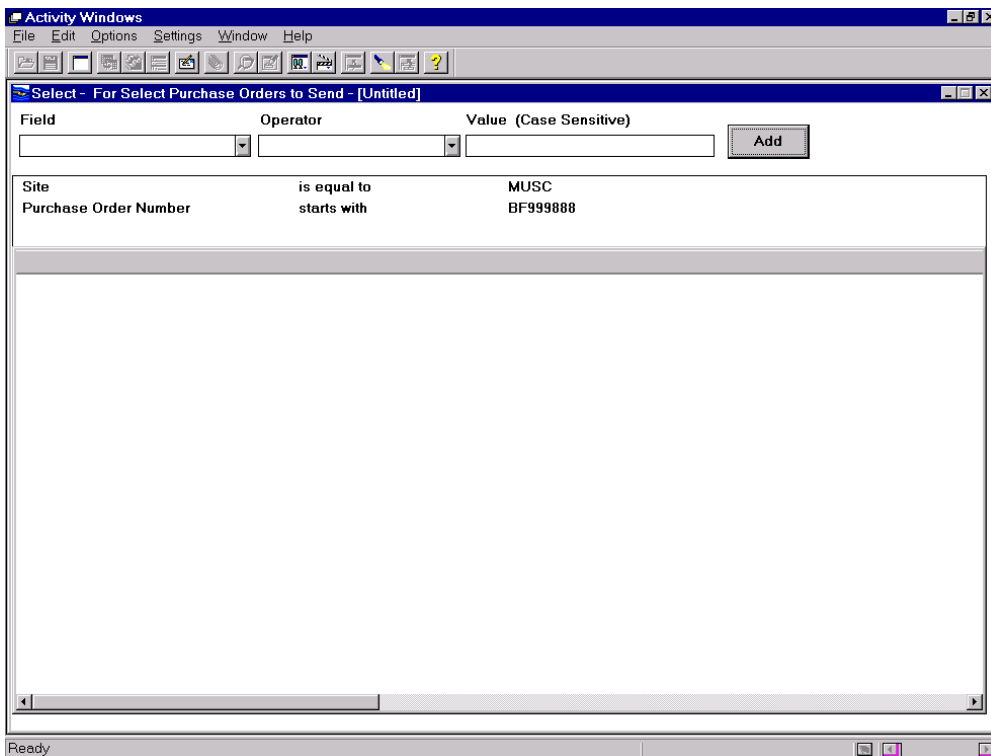 Activity Windows
File Edit Options Settings Window Help
Select - For Select Purchase Orders to Send - [Untitled]
Field Operator Value (Case Sensitive)
Add
Site is equal to MUSC
Purchase Order Number starts with BF999888
Ready